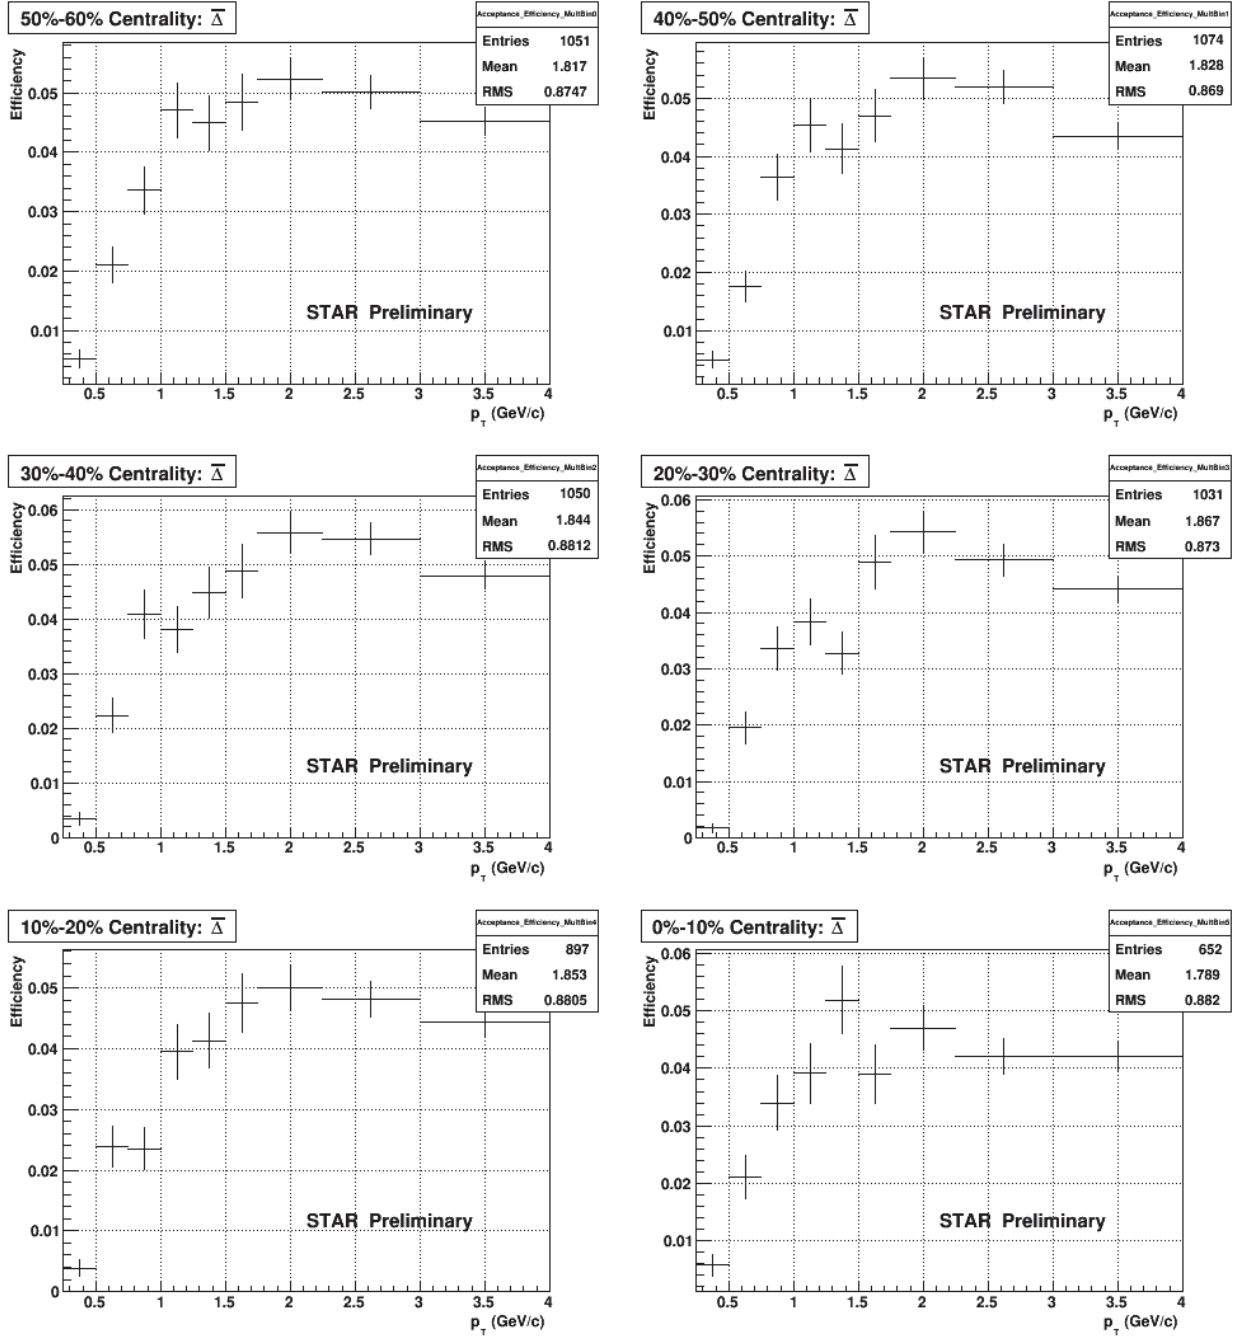 50%-60% Centrality: Δ̅
Acceptance_Efficiency_MultBin0
Entries 1051
Mean 1.817
RMS 0.8747
Efficiency
0.05
0.04
0.03
0.02
0.01
STAR Preliminary
0.5 1 1.5 2 2.5 3 3.5 4
p_T (GeV/c)
40%-50% Centrality: Δ̅
Acceptance_Efficiency_MultBin1
Entries 1074
Mean 1.828
RMS 0.869
Efficiency
0.05
0.04
0.03
0.02
0.01
STAR Preliminary
0.5 1 1.5 2 2.5 3 3.5 4
p_T (GeV/c)
30%-40% Centrality: Δ̅
Acceptance_Efficiency_MultBin2
Entries 1050
Mean 1.844
RMS 0.8812
Efficiency
0.06
0.05
0.04
0.03
0.02
0.01
0
STAR Preliminary
0.5 1 1.5 2 2.5 3 3.5 4
p_T (GeV/c)
20%-30% Centrality: Δ̅
Acceptance_Efficiency_MultBin3
Entries 1031
Mean 1.867
RMS 0.873
Efficiency
0.06
0.05
0.04
0.03
0.02
0.01
0
STAR Preliminary
0.5 1 1.5 2 2.5 3 3.5 4
p_T (GeV/c)
10%-20% Centrality: Δ̅
Acceptance_Efficiency_MultBin4
Entries 897
Mean 1.853
RMS 0.8805
Efficiency
0.05
0.04
0.03
0.02
0.01
0
STAR Preliminary
0.5 1 1.5 2 2.5 3 3.5 4
p_T (GeV/c)
0%-10% Centrality: Δ̅
Acceptance_Efficiency_MultBin5
Entries 652
Mean 1.789
RMS 0.882
Efficiency
0.06
0.05
0.04
0.03
0.02
0.01
STAR Preliminary
0.5 1 1.5 2 2.5 3 3.5 4
p_T (GeV/c)